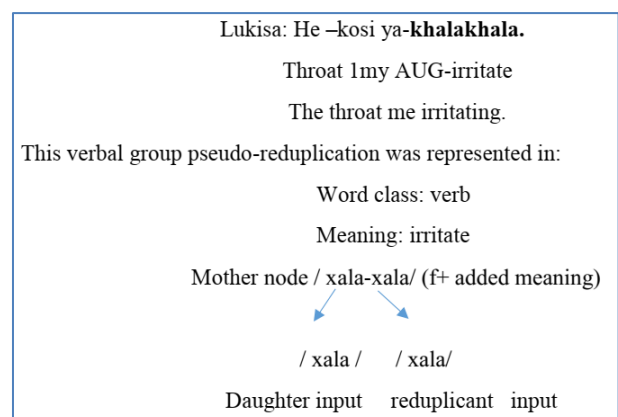 Lukisa: He –kosi ya-khalakhala.
Throat 1my AUG-irritate
The throat me irritating.
This verbal group pseudo-reduplication was represented in:
Word class: verb
Meaning: irritate
Mother node / xala-xala/ (f+ added meaning)
/ xala / / xala/
Daughter input reduplicant input